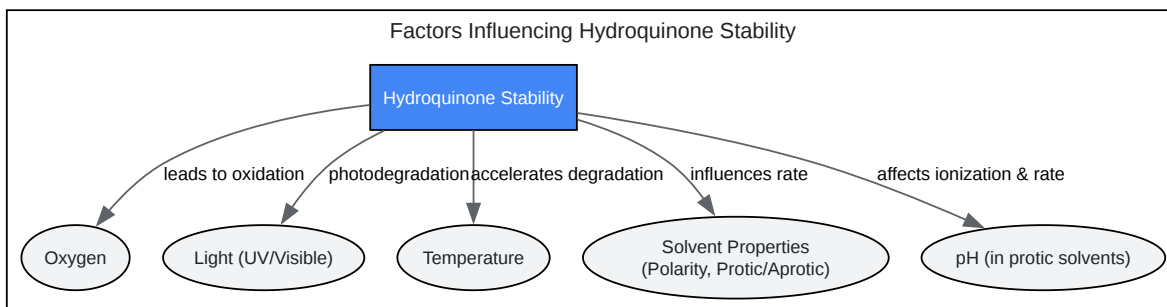 Factors Influencing Hydroquinone Stability
Hydroquinone Stability
leads to oxidation
photodegradation
accelerates degradation
influences rate
affects ionization & rate
Oxygen
Light (UV/Visible)
Temperature
Solvent Properties
(Polarity, Protic/Aprotic)
pH (in protic solvents)